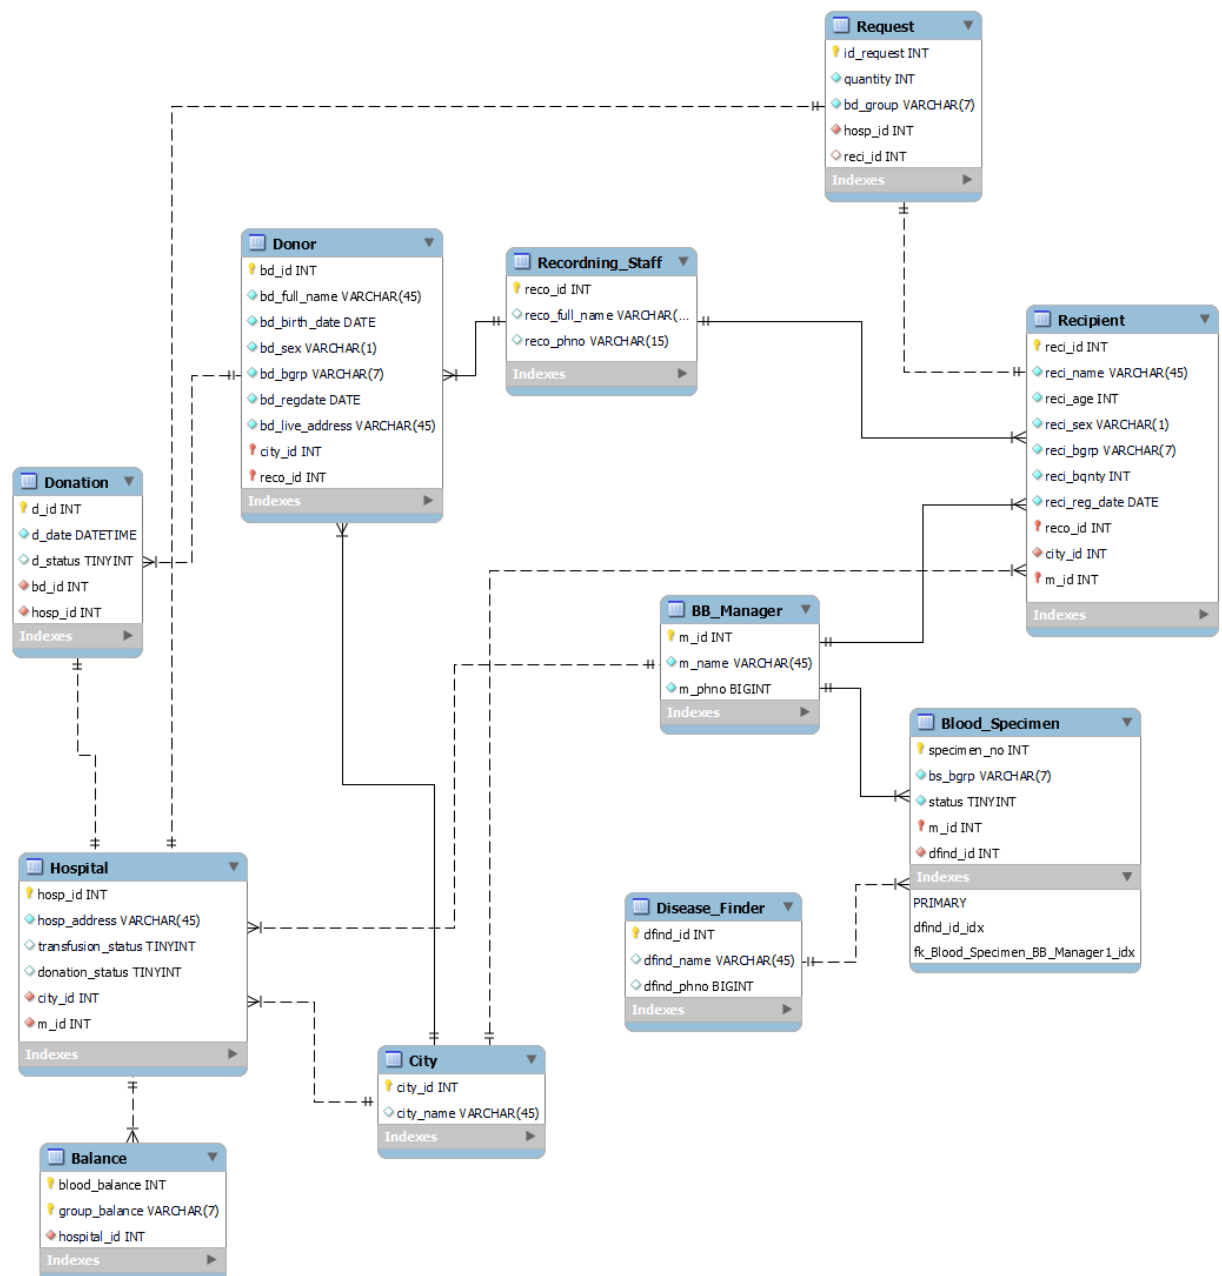 Request
id_request INT
quantity INT
bd_group VARCHAR(7)
hosp_id INT
reci_id INT
Indexes
Donor
bd_id INT
bd_full_name VARCHAR(45)
bd_birth_date DATE
bd_sex VARCHAR(1)
bd_bgrp VARCHAR(7)
bd_regdate DATE
bd_live_address VARCHAR(45)
city_id INT
reco_id INT
Indexes
Recordning_Staff
reco_id INT
reco_full_name VARCHAR(...
reco_phno VARCHAR(15)
Indexes
Recipient
reci_id INT
reci_name VARCHAR(45)
reci_age INT
reci_sex VARCHAR(1)
reci_bgrp VARCHAR(7)
reci_bqnty INT
reci_reg_date DATE
reco_id INT
city_id INT
m_id INT
Indexes
Donation
d_id INT
d_date DATETIME
d_status TINYINT
bd_id INT
hosp_id INT
Indexes
BB_Manager
m_id INT
m_name VARCHAR(45)
m_phno BIGINT
Indexes
Blood_Specimen
specimen_no INT
bs_bgrp VARCHAR(7)
status TINYINT
m_id INT
dfind_id INT
Indexes
PRIMARY
dfind_id_idx
fk_Blood_Specimen_BB_Manager1_idx
Hospital
hosp_id INT
hosp_address VARCHAR(45)
transfusion_status TINYINT
donation_status TINYINT
city_id INT
m_id INT
Indexes
Disease_Finder
dfind_id INT
dfind_name VARCHAR(45)
dfind_phno BIGINT
Indexes
City
city_id INT
city_name VARCHAR(45)
Indexes
Balance
blood_balance INT
group_balance VARCHAR(7)
hospital_id INT
Indexes